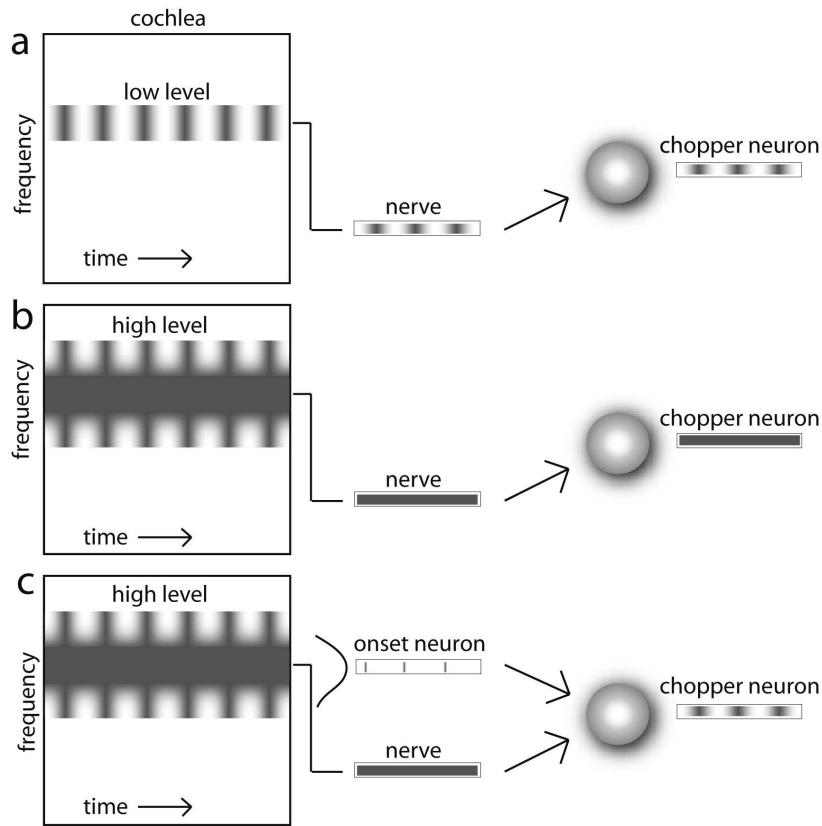 cochlea
a
low level
frequency
time
nerve
chopper neuron
b
high level
frequency
time
nerve
chopper neuron
c
high level
frequency
time
onset neuron
nerve
chopper neuron